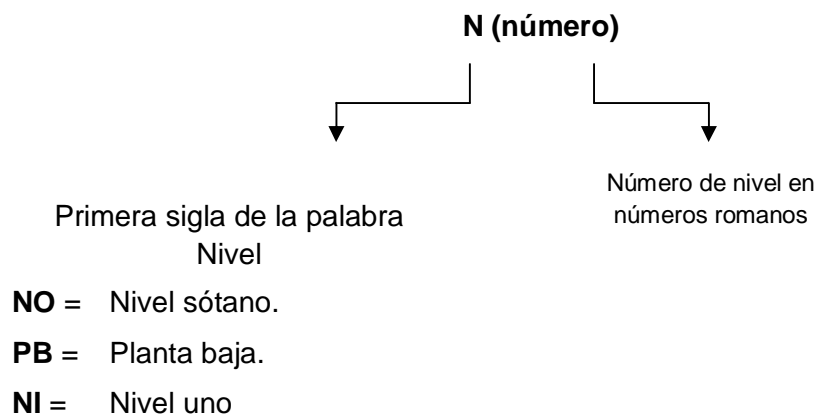 N (número)
Número de nivel en
números romanos
Primera sigla de la palabra
Nivel
NO = Nivel sótano.
PB = Planta baja.
NI = Nivel uno